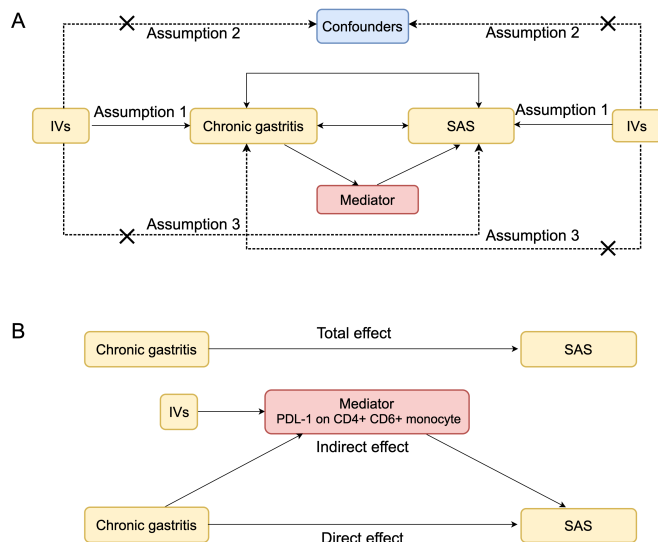 A
Confounders
Assumption 2
Assumption 2
Assumption 1
Assumption 1
IVs
Chronic gastritis
SAS
IVs
Mediator
Assumption 3
Assumption 3
B
Total effect
Chronic gastritis
SAS
Mediator
IVs
PDL-1 on CD4+ CD6+ monocyte
Indirect effect
Chronic gastritis
SAS
Direct effect